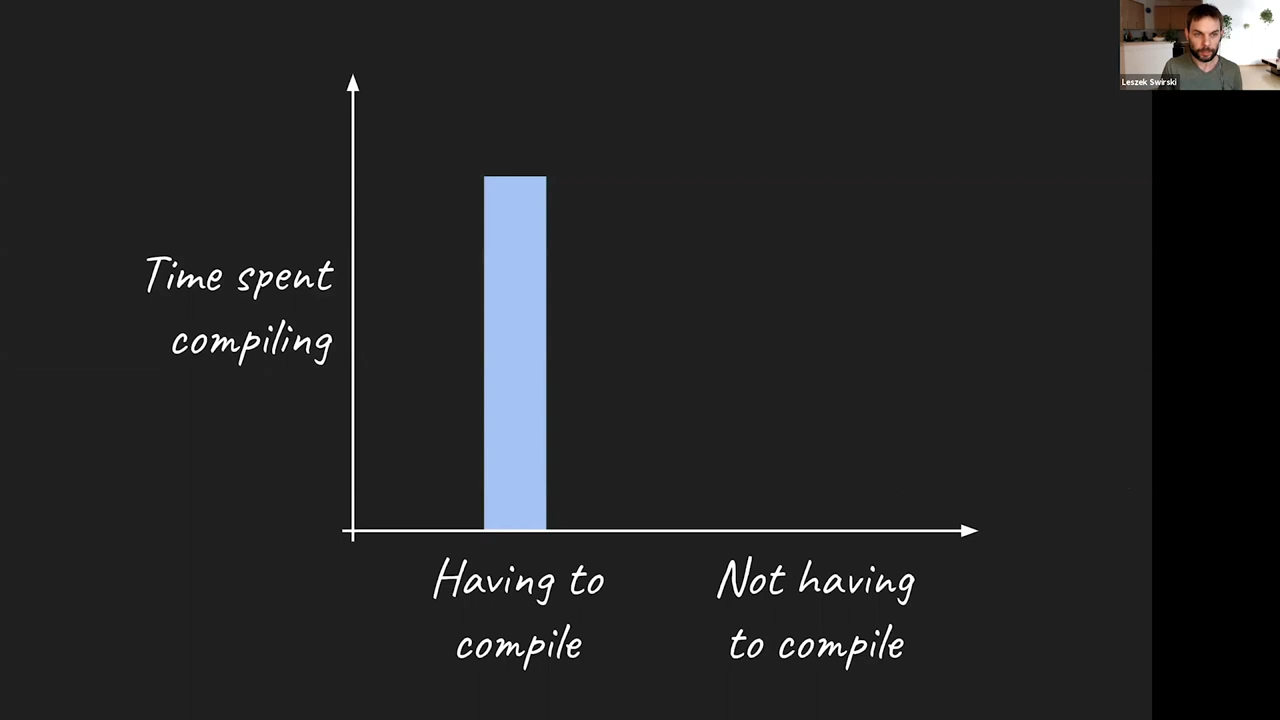 Leszek Swirski
Time spent
compiling
Having to
compile
Not having
to compile